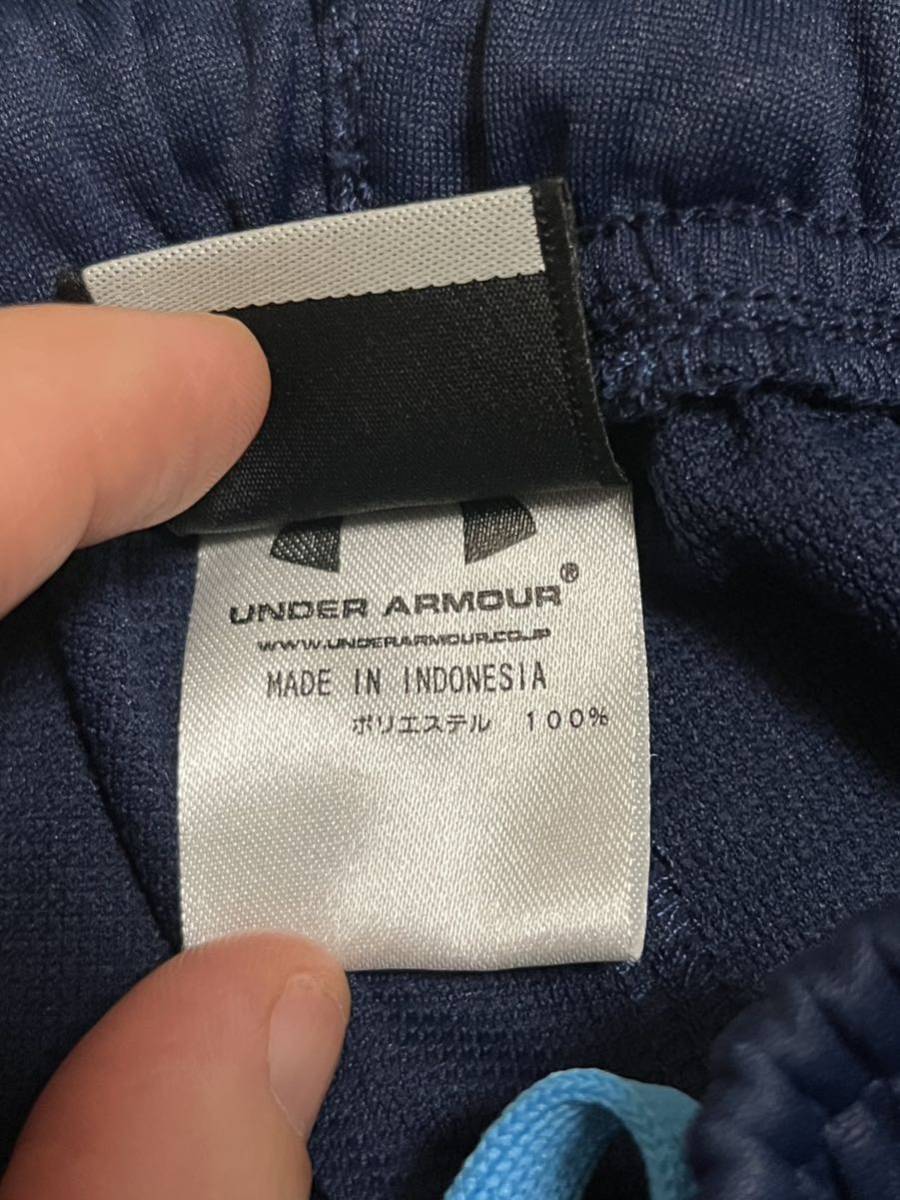 UNDER ARMOUR®
WWW.UNDERARMOUR.CO.JP
MADE IN INDONESIA
ポリエステル 100%